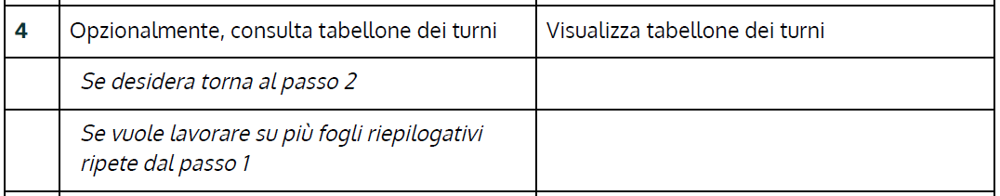 4 Opzionalmente, consulta tabellone dei turni Visualizza tabellone dei turni
Se desidera torna al passo 2
Se vuole lavorare su più fogli riepilogativi
ripete dal passo 1